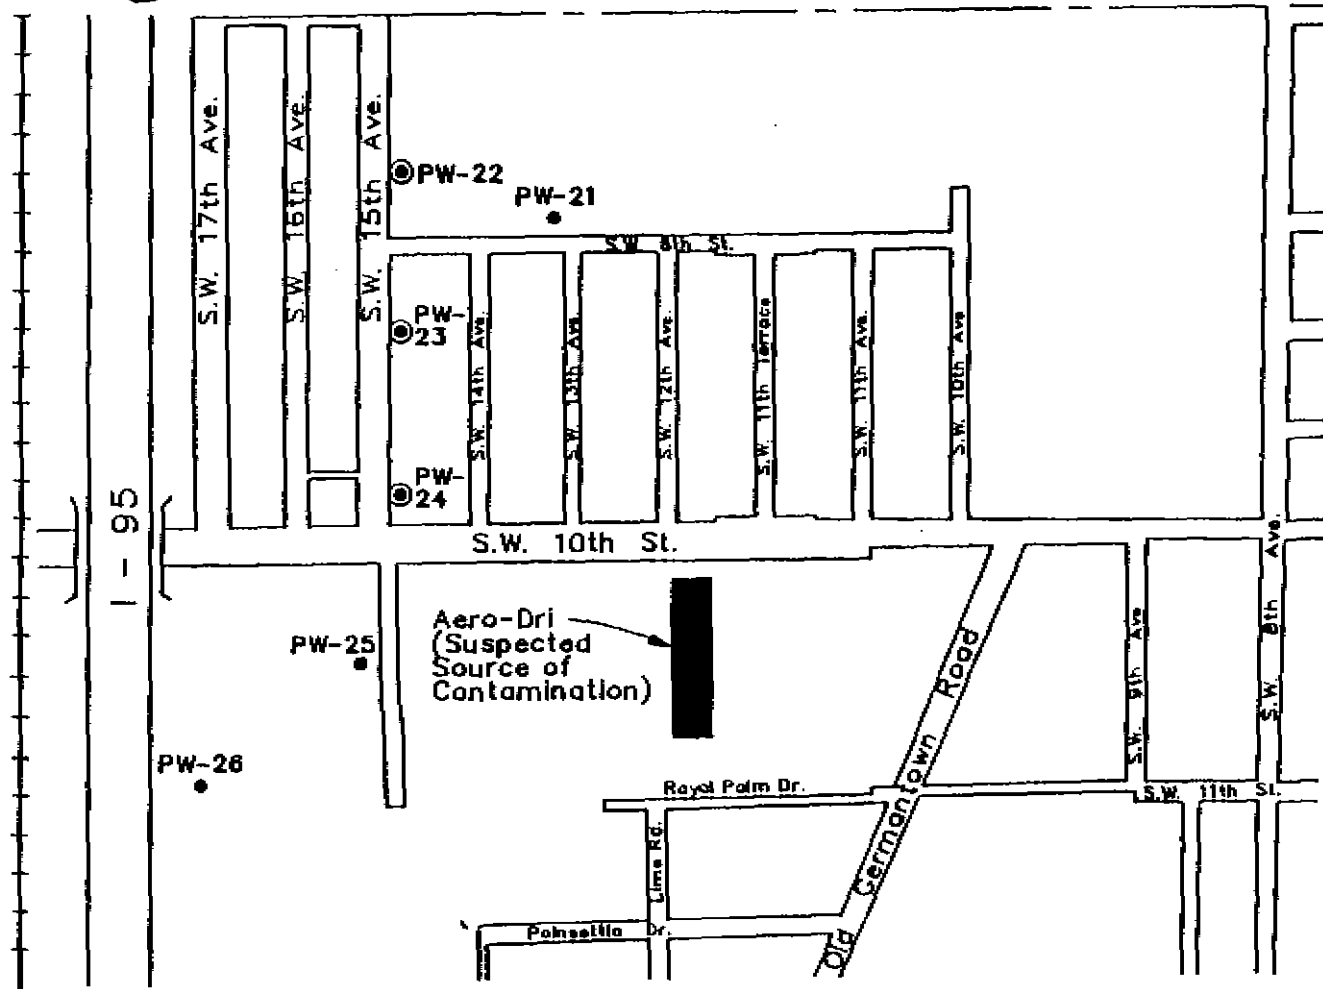 S.W. 17th Ave.
S.W. 16th Ave.
S.W. 15th Ave.
PW-22
PW-21
S.W. 8th St.
PW-
23
S.W. 14th Ave.
S.W. 13th Ave.
S.W. 12th Ave.
S.W. 11th Terrace
S.W. 11th Ave.
S.W. 10th Ave
PW-
24
I-95
S.W. 10th St.
Aero-Dri
(Suspected
Source of
Contamination)
PW-25
PW-26
Old Germantown Road
S.W. 9th Ave
S.W. 8th Ave.
Royal Palm Dr.
S.W. 11th St.
Lime Rd.
Poinsettia Dr.